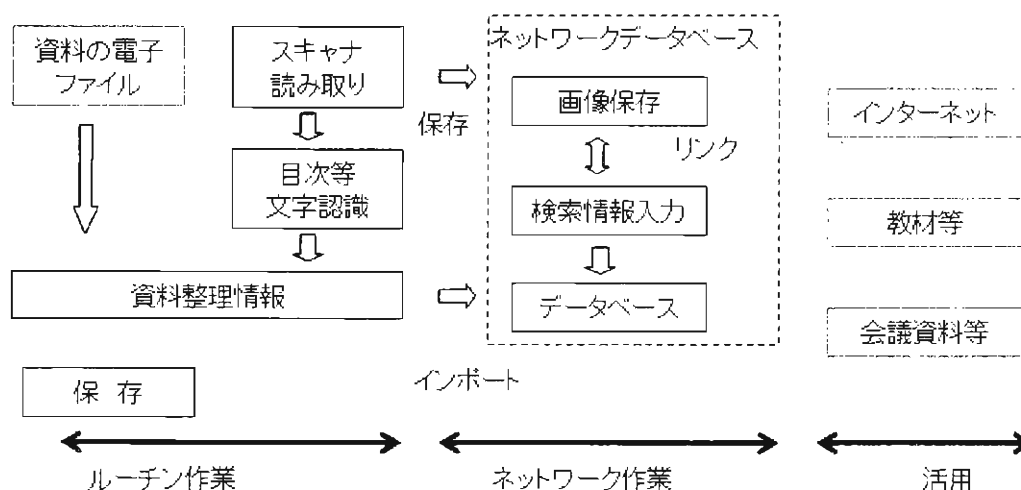 資料の電子
ファイル
スキャナ
読み取り
保存
目次等
文字認識
資料整理情報
保 存
インポート
ネットワークデータベース
画像保存
リンク
検索情報入力
データベース
インターネット
教材等
会議資料等
ルーチン作業
ネットワーク作業
活用